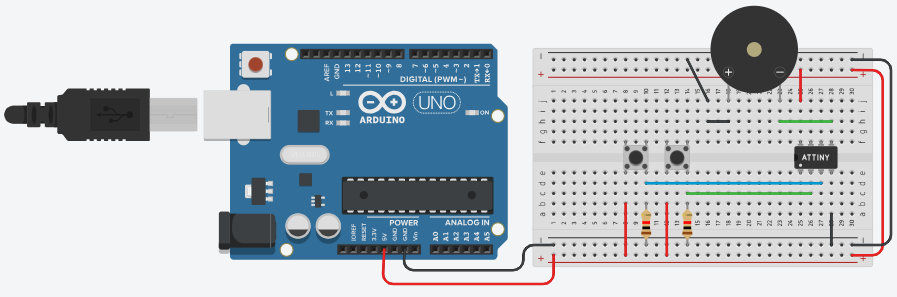 AREF
GND
13
12
~11
~10
~9
8
7
~6
~5
4
~3
2
TX→1
RX←0
DIGITAL (PWM~)
L
TX
RX
UNO
ARDUINO
ON
POWER
ANALOG IN
IOREF
RESET
3.3V
5V
GND
GND
Vin
A0
A1
A2
A3
A4
A5
ATTINY
+
−
j
i
h
g
f
e
d
c
b
a